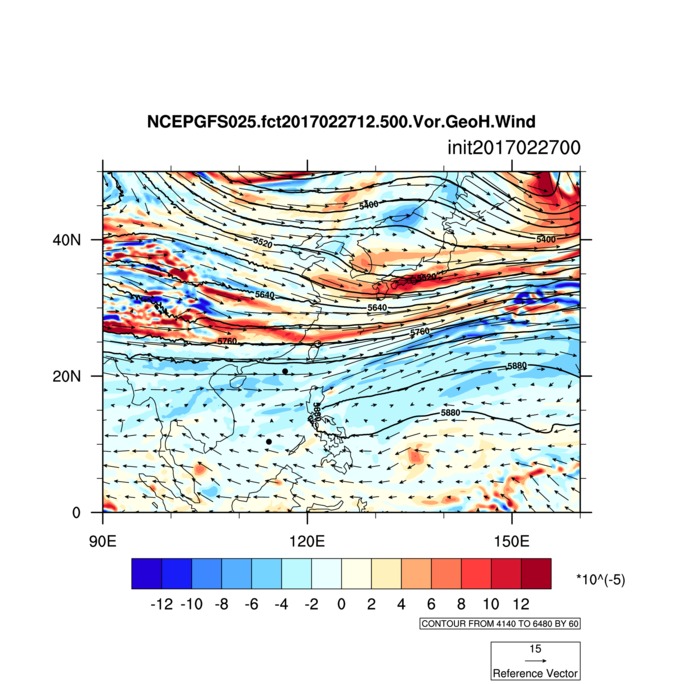 NCEPGFS025.fct2017022712.500.Vor.GeoH.Wind
init2017022700
5400
40N
5520
5400
5520
5640
5640
5760
5760
20N
5880
5880
5880
0
90E 120E 150E
-12 -10 -8 -6 -4 -2 0 2 4 6 8 10 12
*10^(-5)
CONTOUR FROM 4140 TO 6480 BY 60
15
Reference Vector